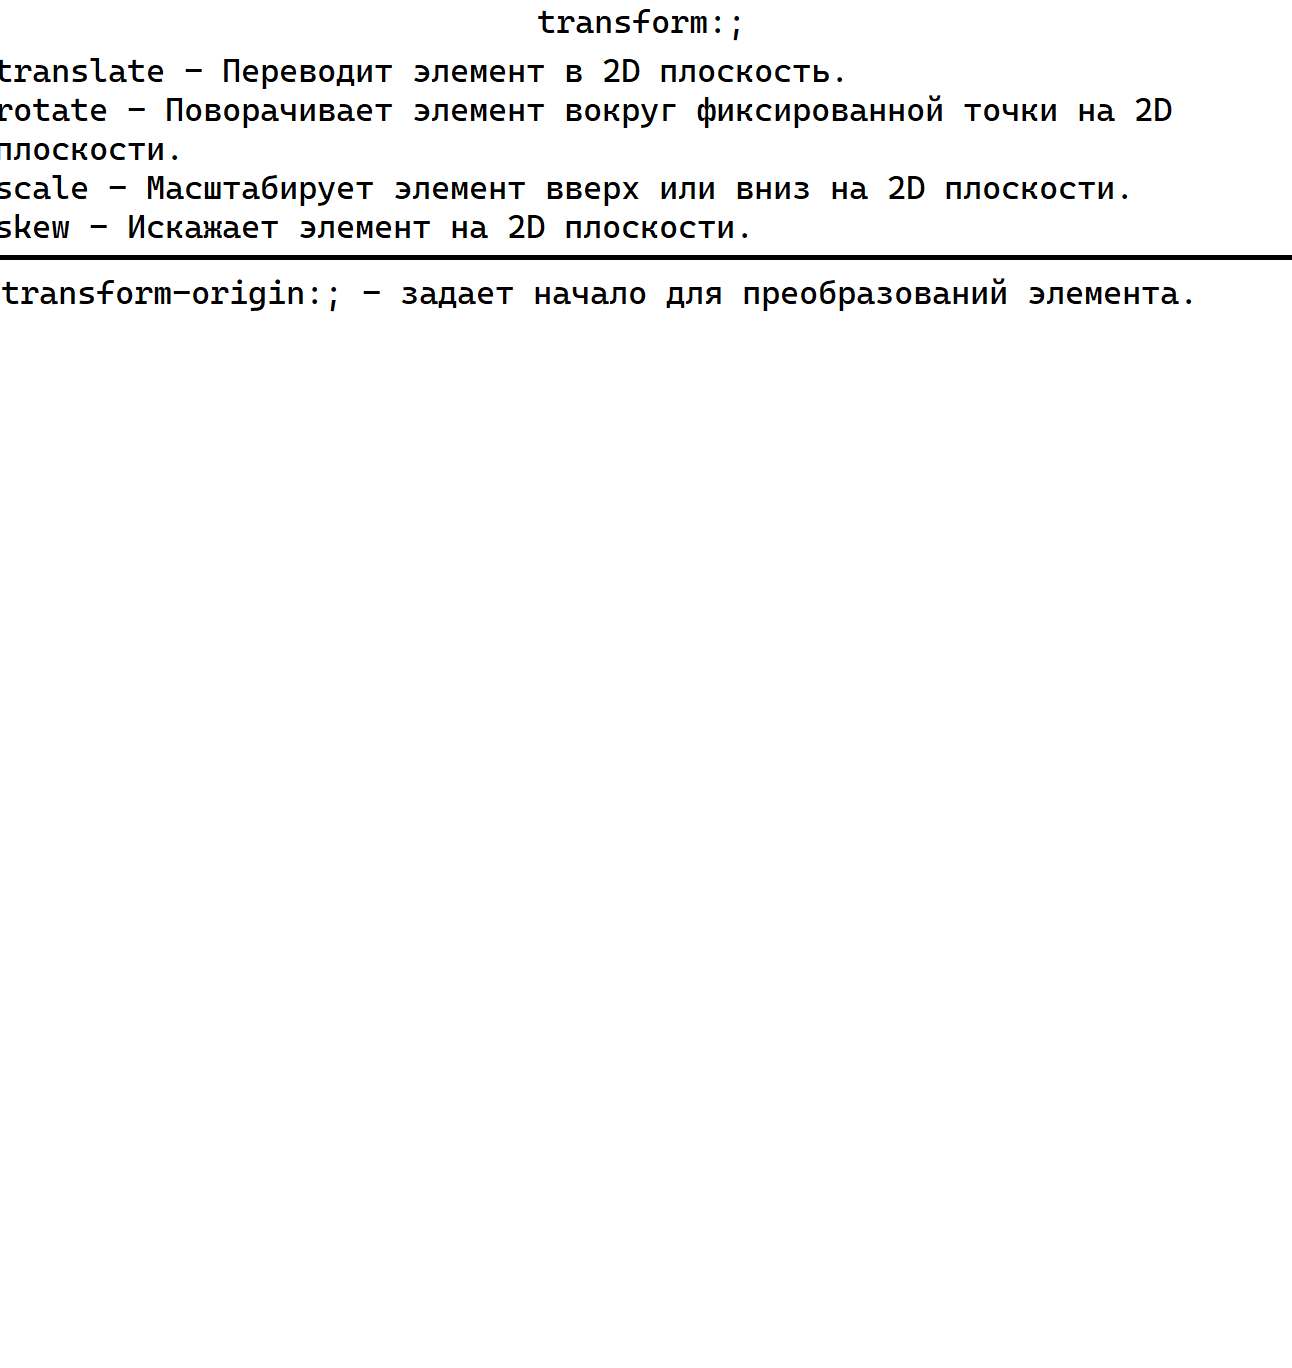 transform:;
translate - Переводит элемент в 2D плоскость.
rotate - Поворачивает элемент вокруг фиксированной точки на 2D
плоскости.
scale - Масштабирует элемент вверх или вниз на 2D плоскости.
skew - Искажает элемент на 2D плоскости.
transform-origin:; - задает начало для преобразований элемента.